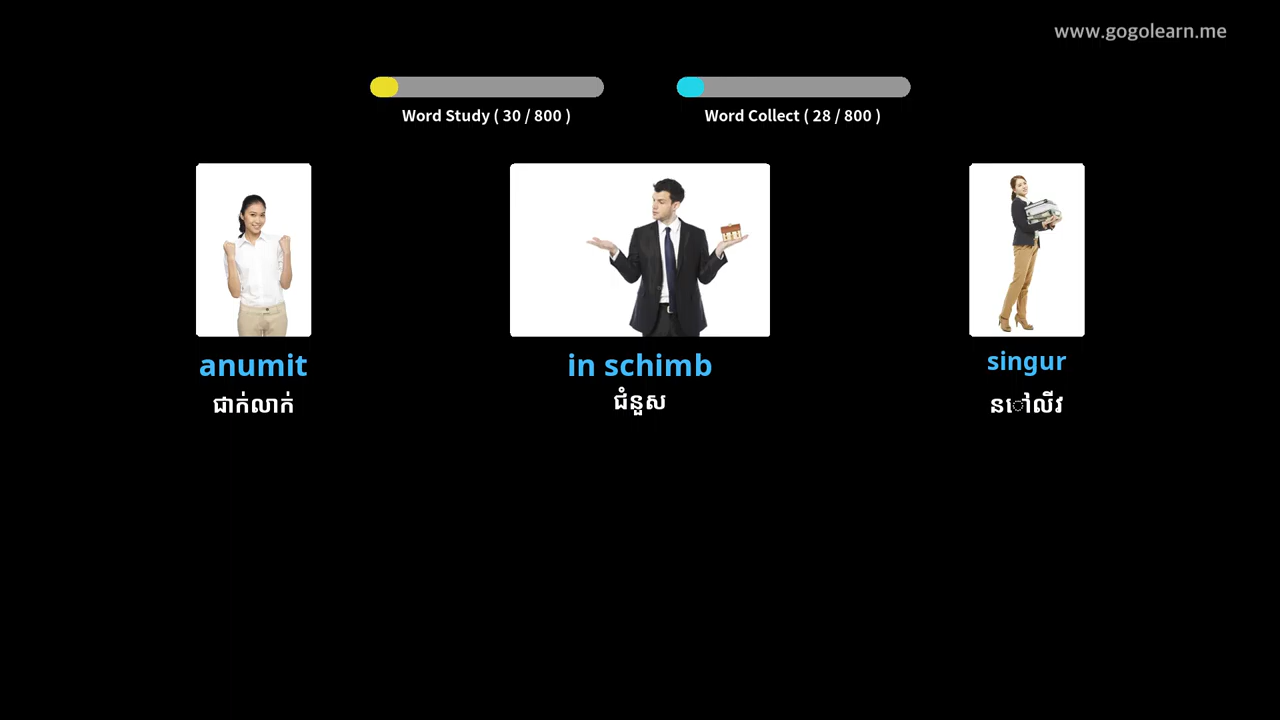 www.gogolearn.me
Word Study ( 30 / 800 )
Word Collect ( 28 / 800 )
anumit
in schimb
singur
ជាក់លាក់
ជំនួស
នៅលីវ